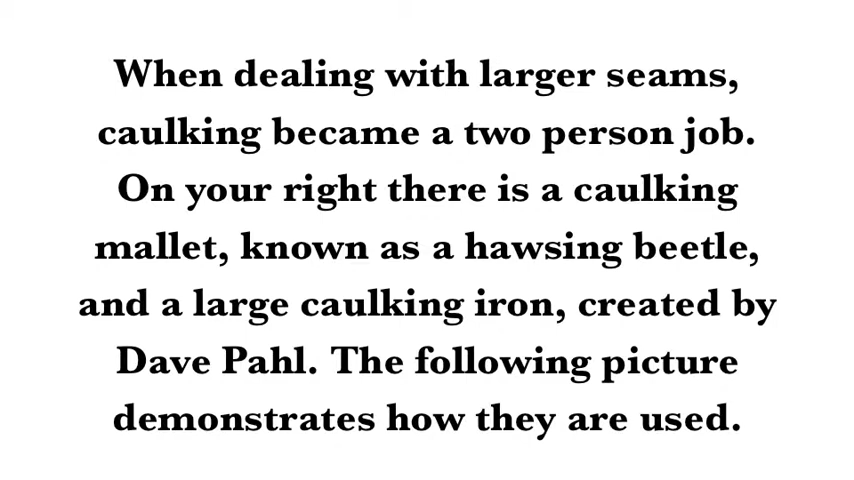 When dealing with larger seams,
caulking became a two person job.
On your right there is a caulking
mallet, known as a hawsing beetle,
and a large caulking iron, created by
Dave Pahl. The following picture
demonstrates how they are used.